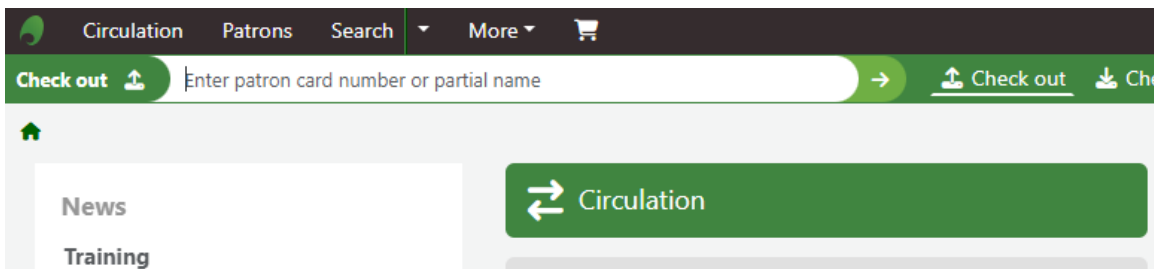 Circulation Patrons Search More
Check out Enter patron card number or partial name Check out
News
Circulation
Training